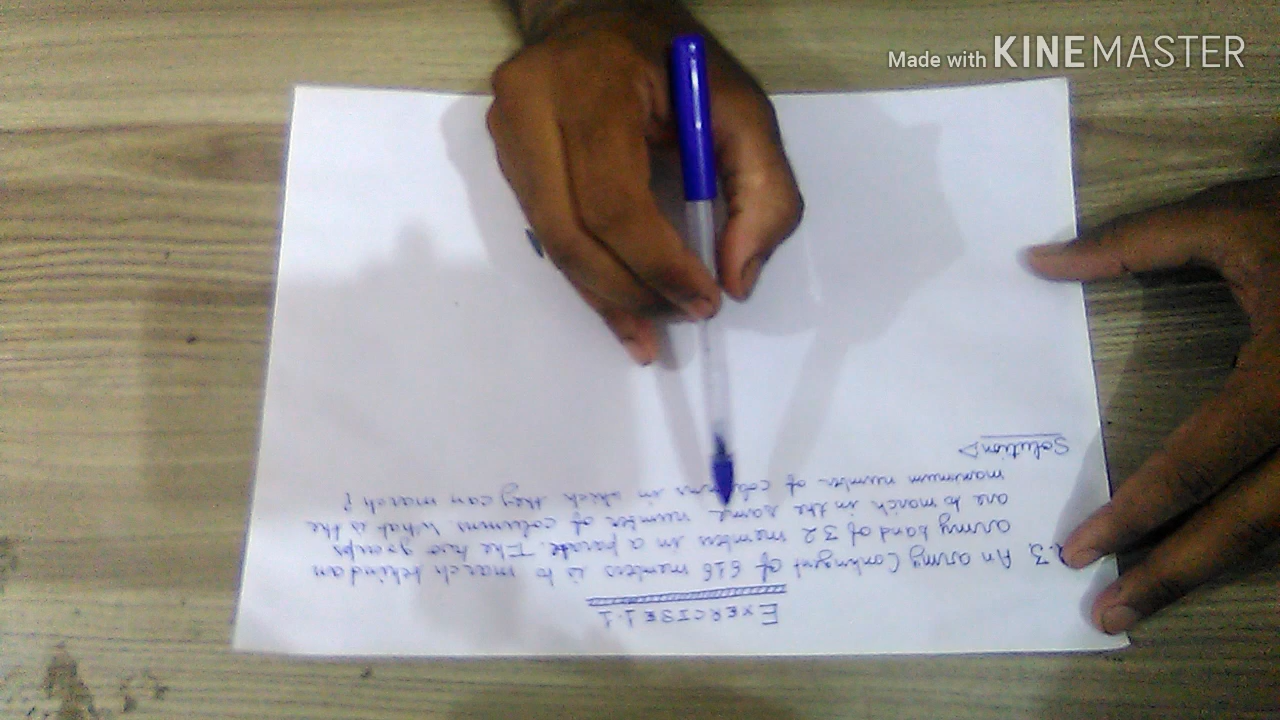 Made with KINEMASTER
EXERCISE 1.1
Q.3. An army Contingent of 616 members is to march behind an
army band of 32 members in a parade. The two groups
are to march in the same number of columns. What is the
maximum number of columns in which they can march?
Solution